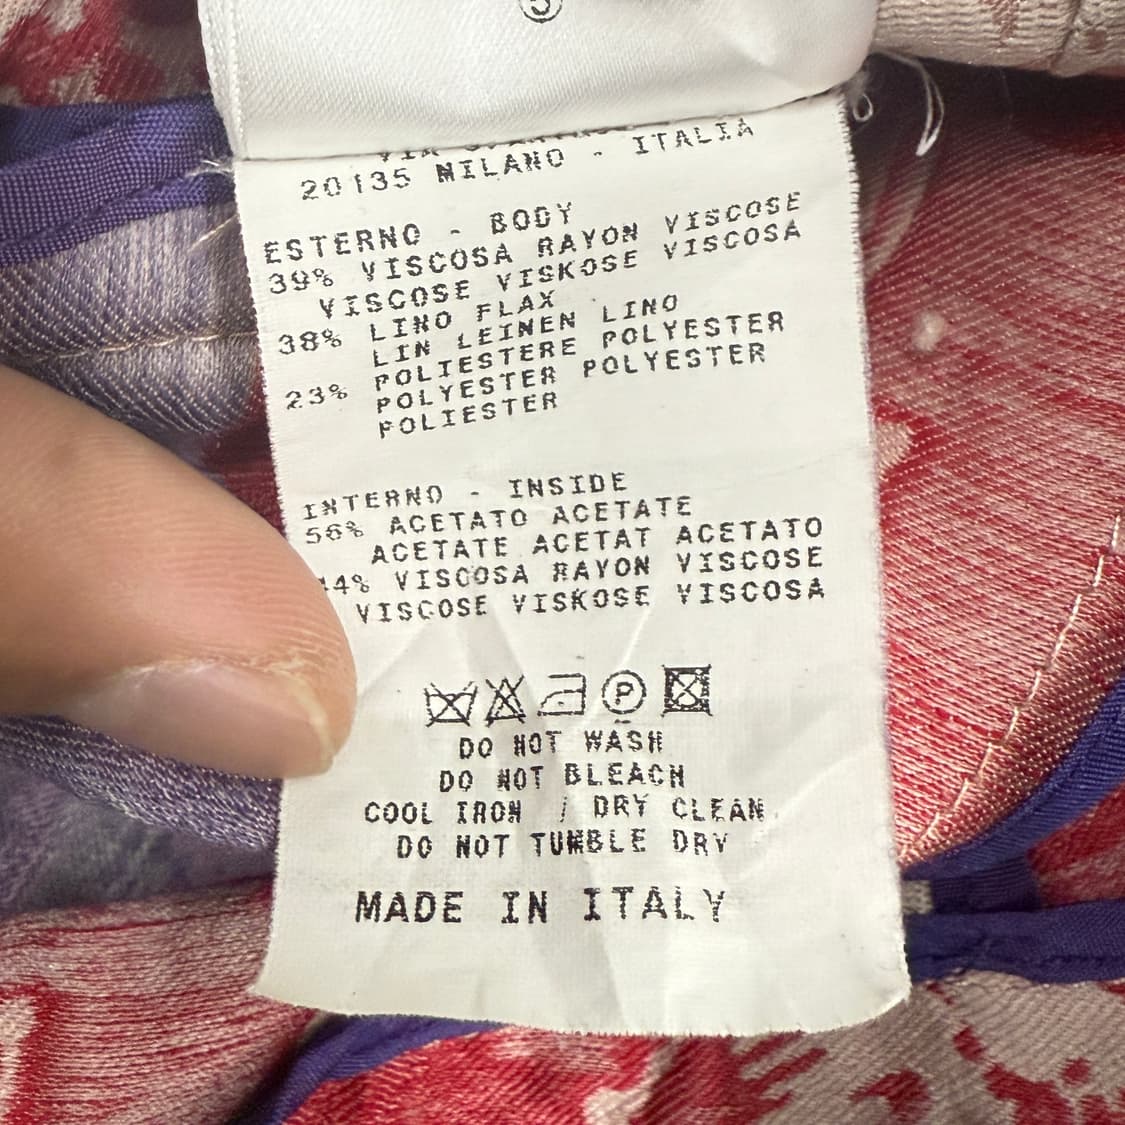 5
20135 MILANO - ITALIA
ESTERNO - BODY
39% VISCOSA RAYON VISCOSE
VISCOSE VISKOSE VISCOSA
38% LINO FLAX
LIN LEINEN LINO
23% POLIESTERE POLYESTER
POLYESTER POLYESTER
POLIESTER
INTERNO - INSIDE
56% ACETATO ACETATE
ACETATE ACETAT ACETATO
44% VISCOSA RAYON VISCOSE
VISCOSE VISKOSE VISCOSA
P
DO NOT WASH
DO NOT BLEACH
COOL IRON / DRY CLEAN
DO NOT TUMBLE DRY
MADE IN ITALY